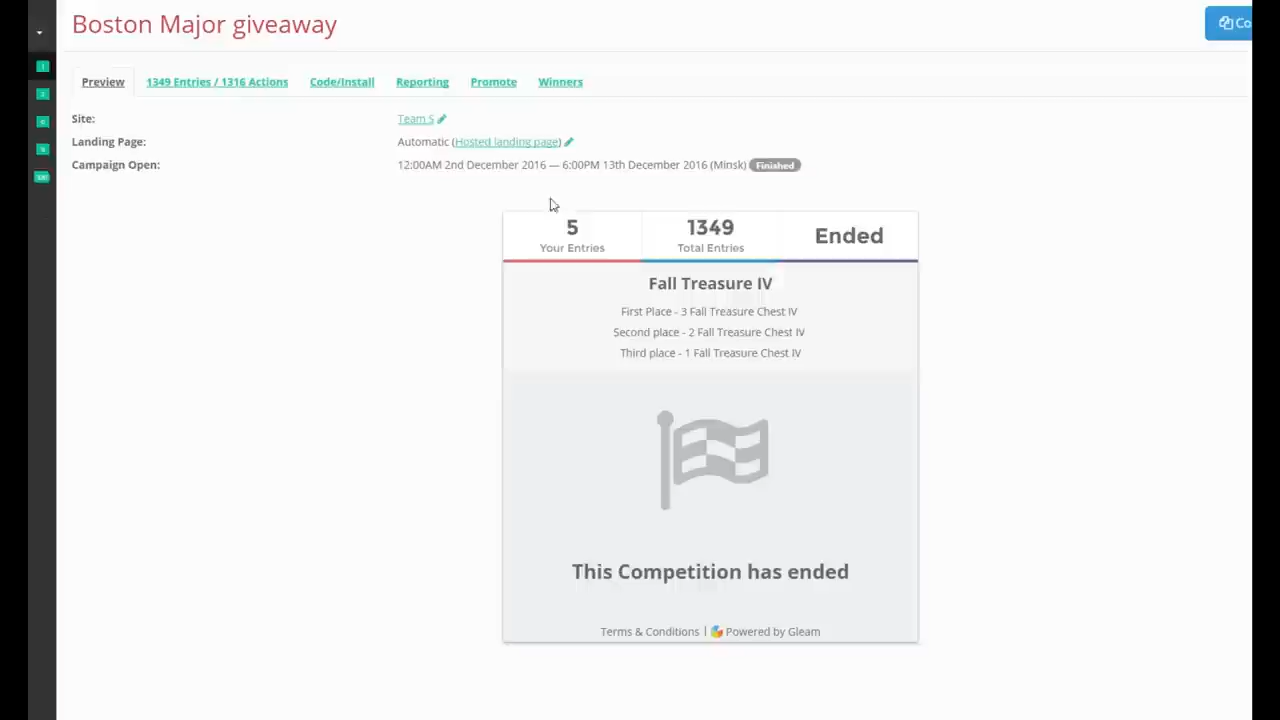 Boston Major giveaway
Co
Preview 1349 Entries / 1316 Actions Code/Install Reporting Promote Winners
Site: Team S
Landing Page: Automatic (Hosted landing page)
Campaign Open: 12:00AM 2nd December 2016 — 6:00PM 13th December 2016 (Minsk) Finished
5 1349 Ended
Your Entries Total Entries
Fall Treasure IV
First Place - 3 Fall Treasure Chest IV
Second place - 2 Fall Treasure Chest IV
Third place - 1 Fall Treasure Chest IV
This Competition has ended
Terms & Conditions | Powered by Gleam